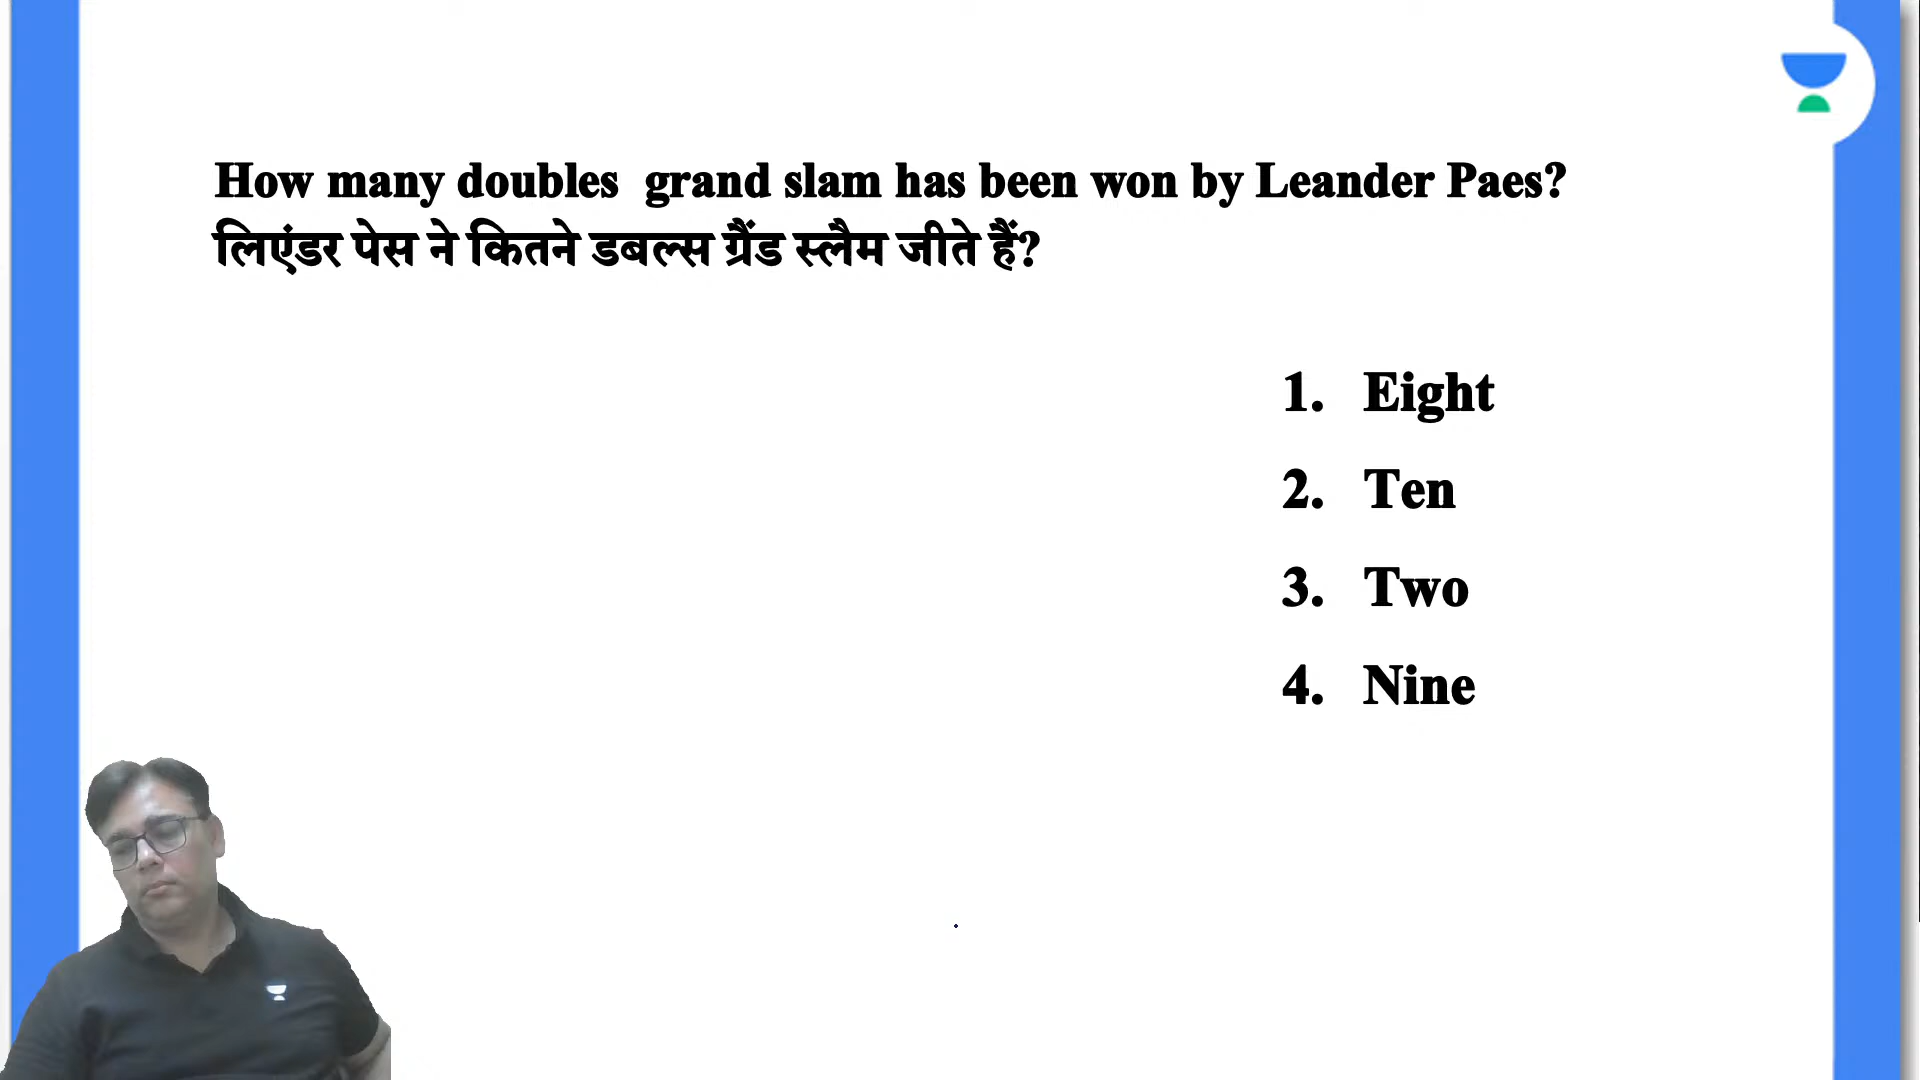 How many doubles grand slam has been won by Leander Paes?
लिएंडर पेस ने कितने डबल्स ग्रैंड स्लैम जीते हैं?
1. Eight
2. Ten
3. Two
4. Nine